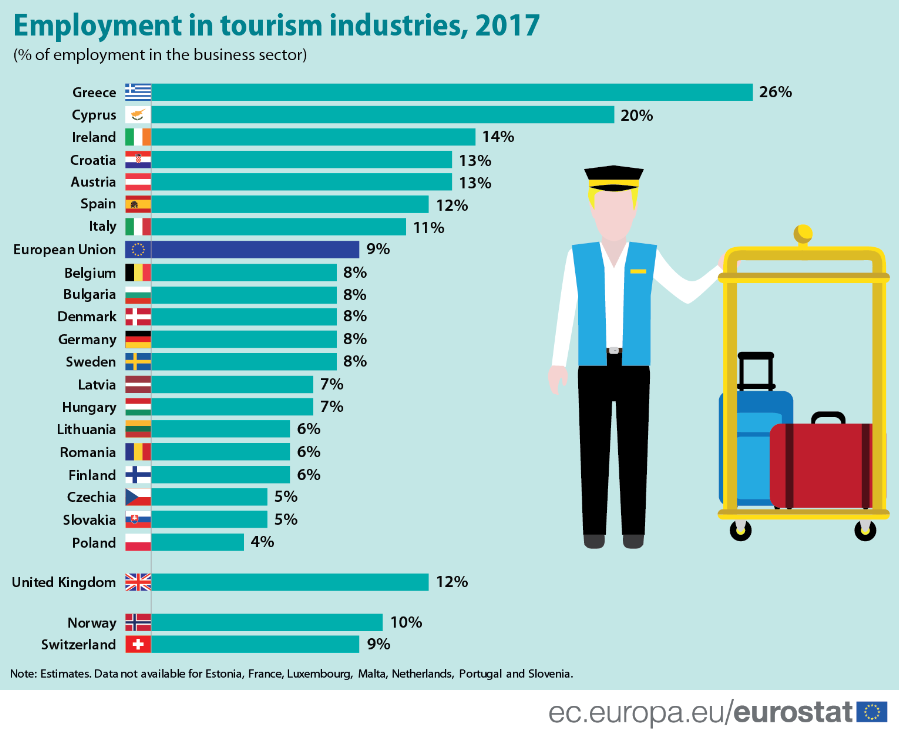 Employment in tourism industries, 2017
(% of employment in the business sector)
Greece 26%
Cyprus 20%
Ireland 14%
Croatia 13%
Austria 13%
Spain 12%
Italy 11%
European Union 9%
Belgium 8%
Bulgaria 8%
Denmark 8%
Germany 8%
Sweden 8%
Latvia 7%
Hungary 7%
Lithuania 6%
Romania 6%
Finland 6%
Czechia 5%
Slovakia 5%
Poland 4%
United Kingdom 12%
Norway 10%
Switzerland 9%
Note: Estimates. Data not available for Estonia, France, Luxembourg, Malta, Netherlands, Portugal and Slovenia.
ec.europa.eu/eurostat